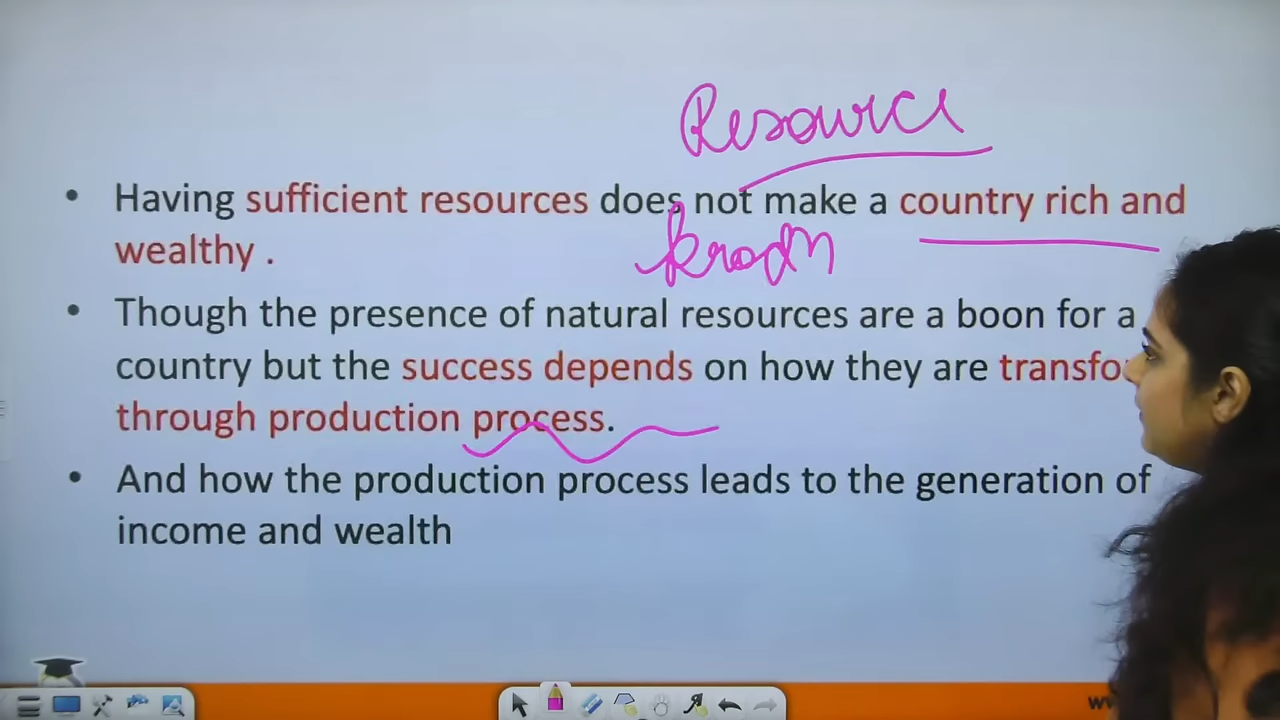 Resource
• Having sufficient resources does not make a country rich and
wealthy .
• Though the presence of natural resources are a boon for a
country but the success depends on how they are transfo
through production process.
• And how the production process leads to the generation of
income and wealth